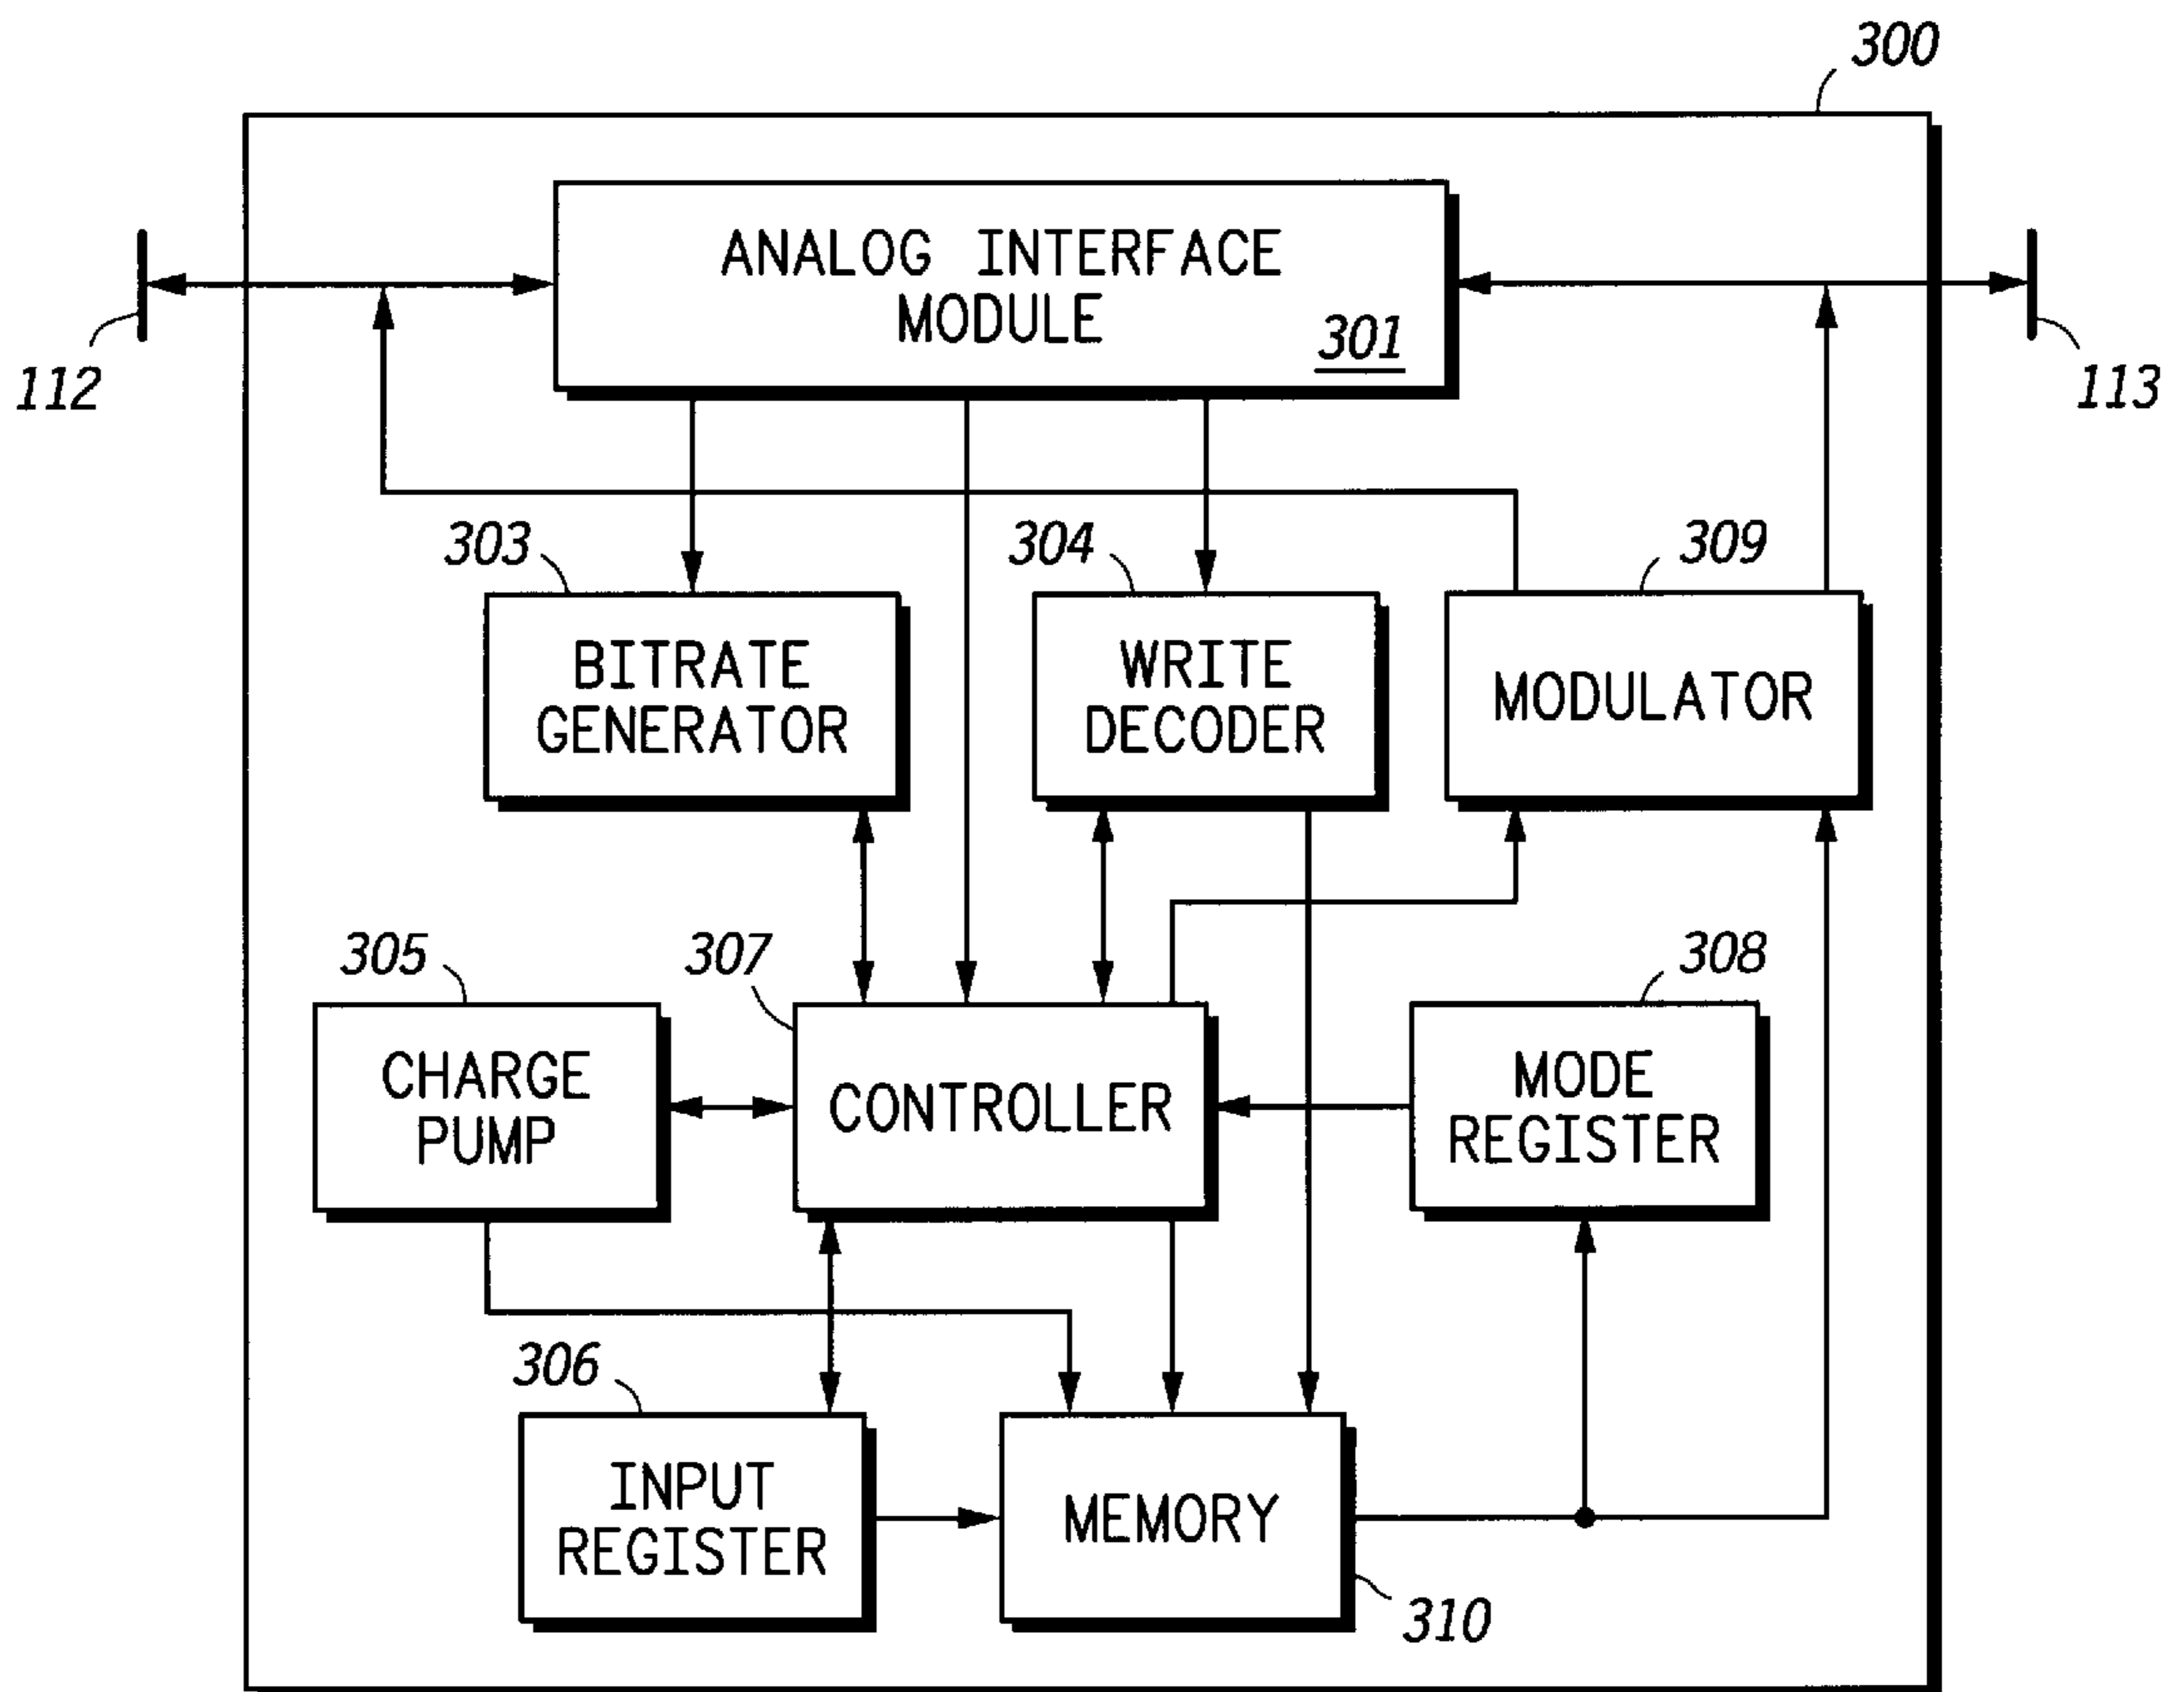 300
ANALOG INTERFACE
MODULE
301
112
113
303
304
309
BITRATE
GENERATOR
WRITE
DECODER
MODULATOR
305
307
308
CHARGE
PUMP
CONTROLLER
MODE
REGISTER
306
INPUT
REGISTER
MEMORY
310